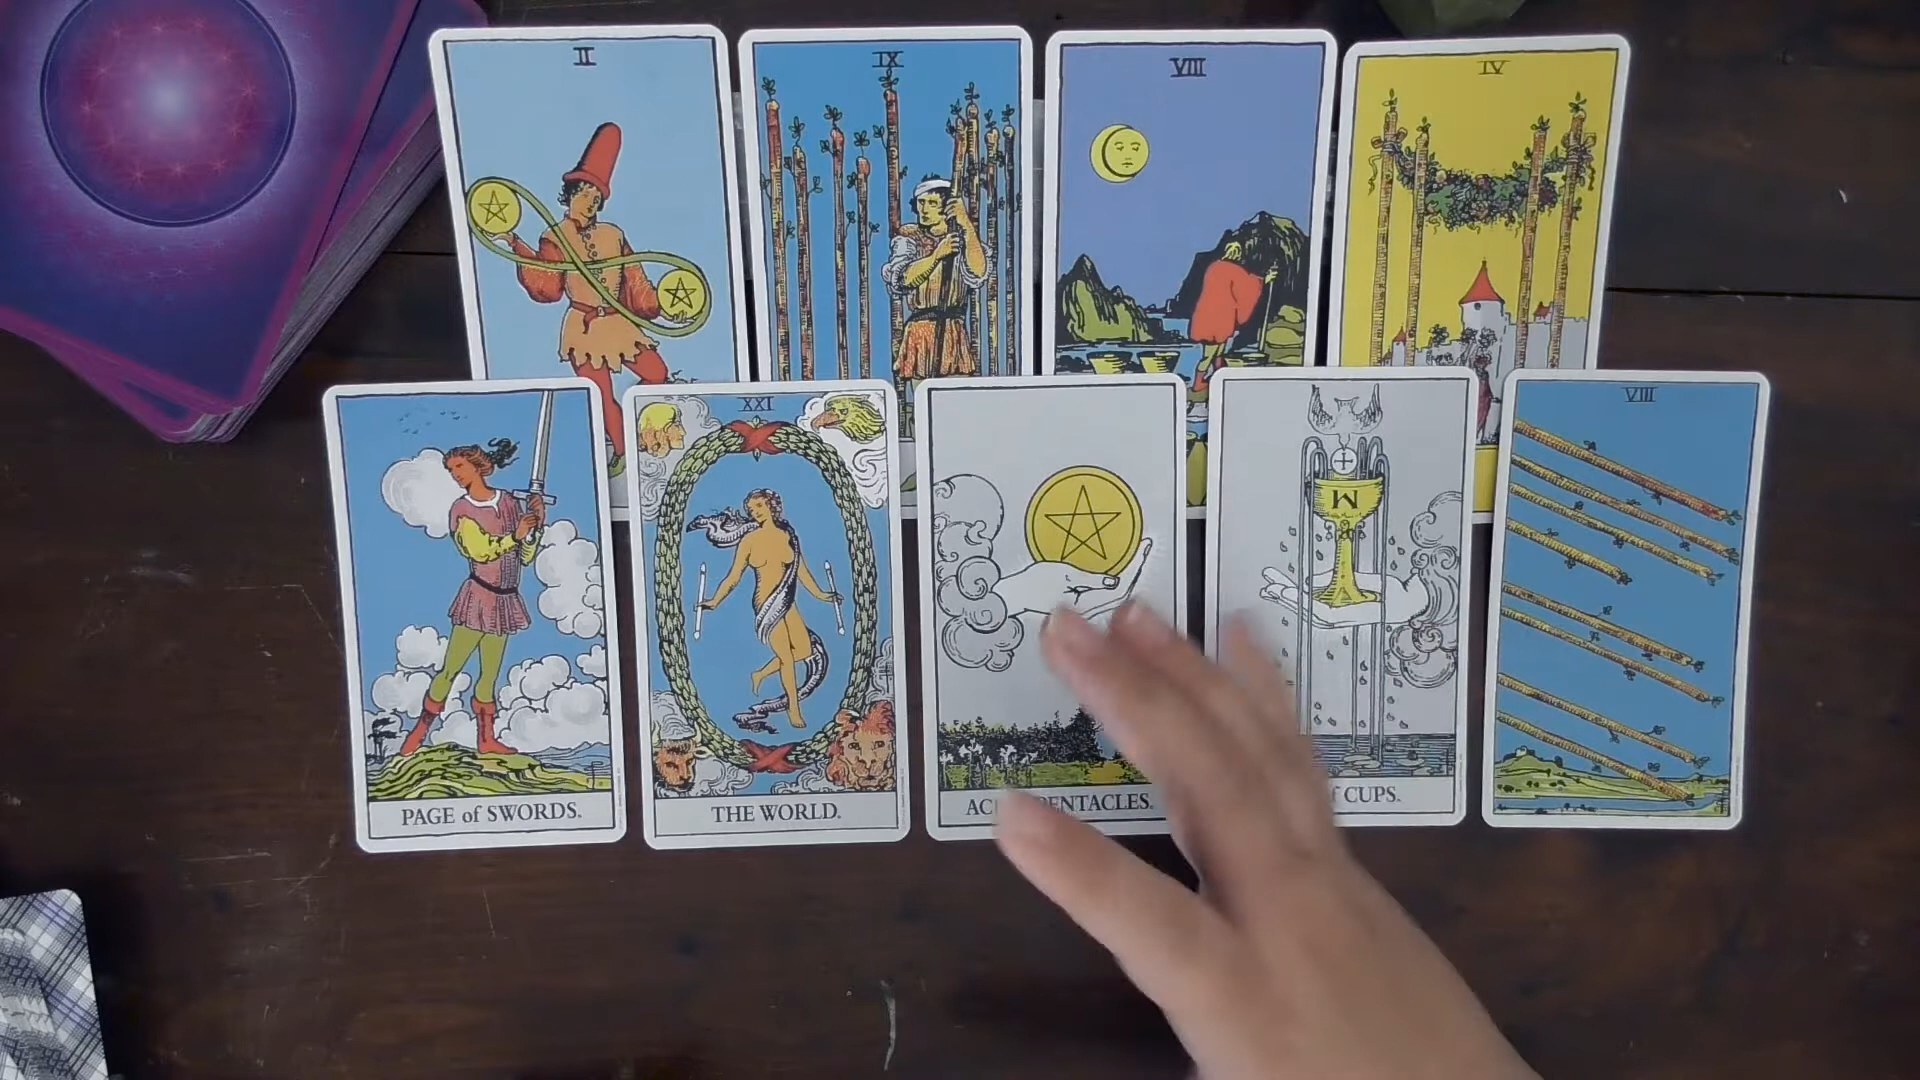 II
IX
VIII
IV
XXI
VIII
PAGE of SWORDS.
THE WORLD.
PENTACLES.
CUPS.